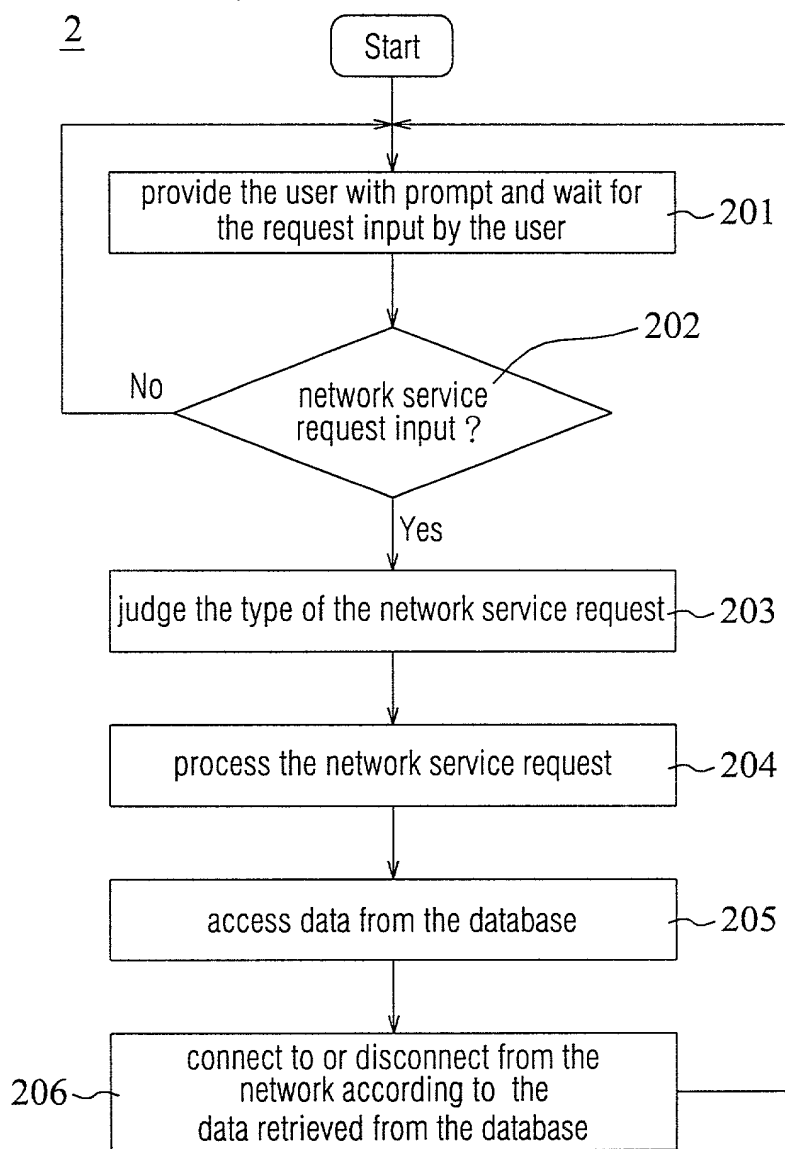 2
Start
provide the user with prompt and wait for
the request input by the user
201
202
No
network service
request input ?
Yes
judge the type of the network service request
203
process the network service request
204
access data from the database
205
connect to or disconnect from the
network according to the
data retrieved from the database
206